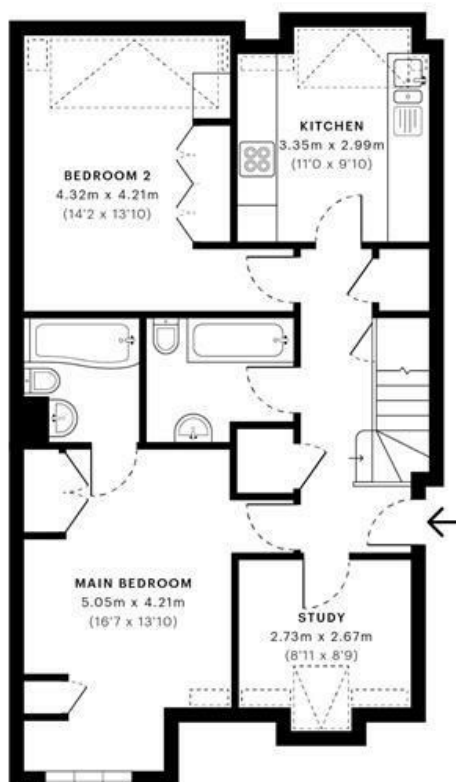 KITCHEN
3.35m x 2.99m
(11'0 x 9'10)
BEDROOM 2
4.32m x 4.21m
(14'2 x 13'10)
MAIN BEDROOM
5.05m x 4.21m
(16'7 x 13'10)
STUDY
2.73m x 2.67m
(8'11 x 8'9)